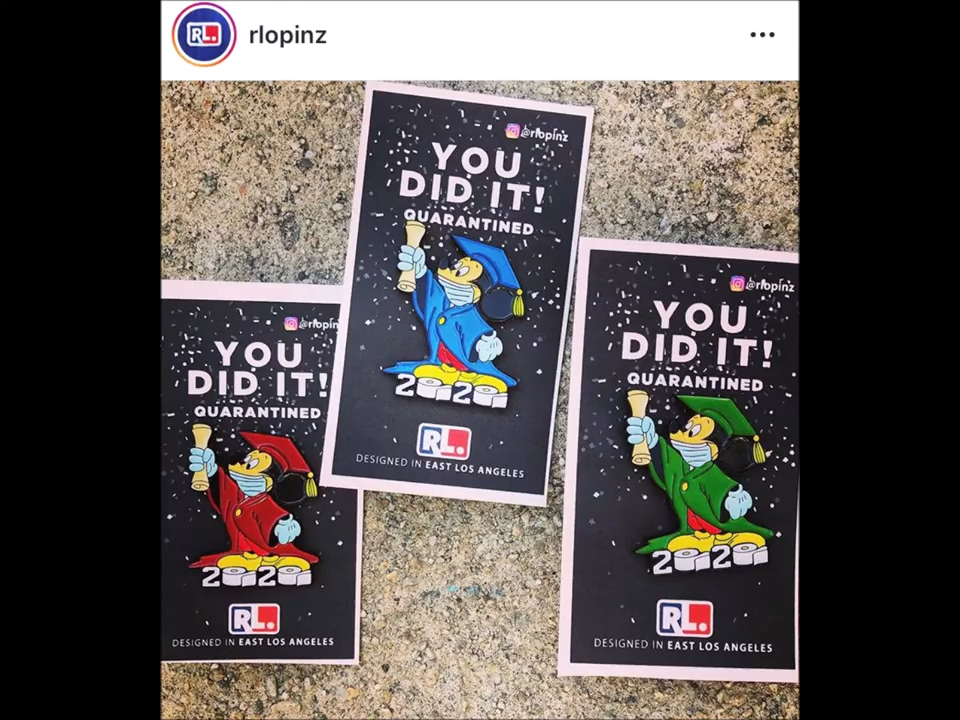 RL.
rlopinz
@rlopinz
YOU
DID IT!
QUARANTINED
2020
RL.
DESIGNED IN EAST LOS ANGELES
@rlopinz
YOU
DID IT!
QUARANTINED
2020
RL.
DESIGNED IN EAST LOS ANGELES
@rlopinz
YOU
DID IT!
QUARANTINED
2020
RL.
DESIGNED IN EAST LOS ANGELES